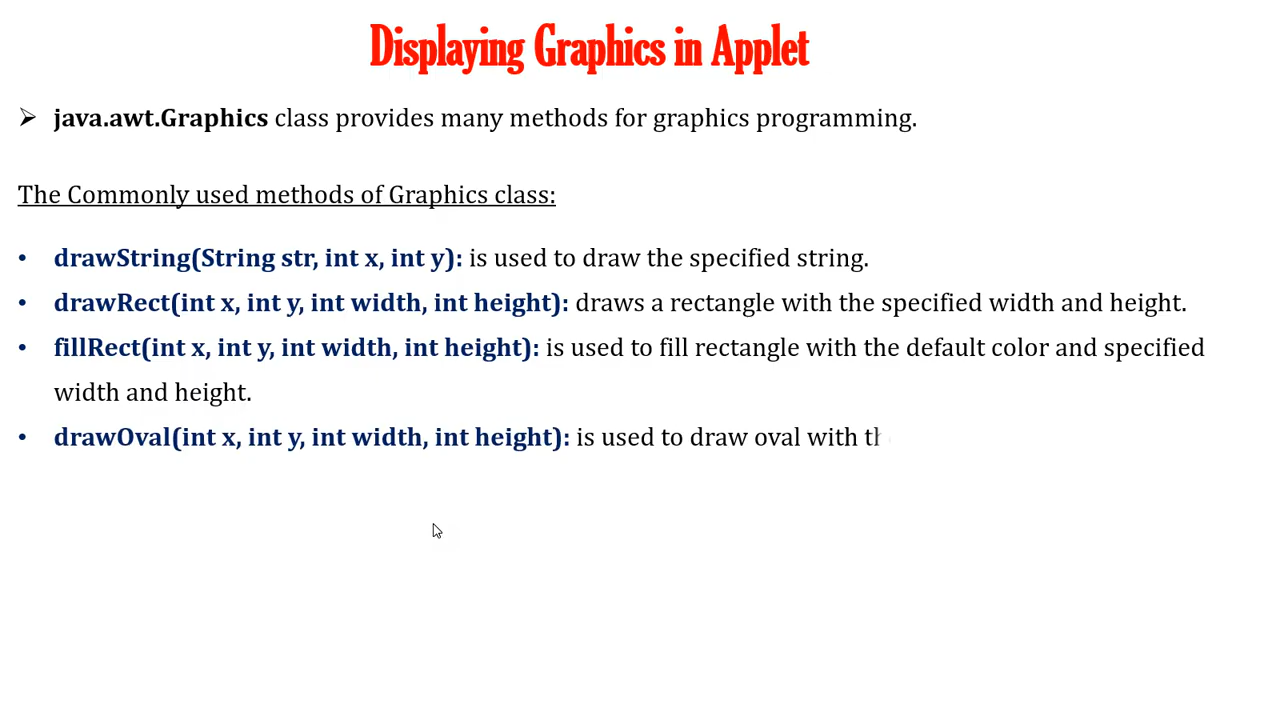 Displaying Graphics in Applet
➢ java.awt.Graphics class provides many methods for graphics programming.
The Commonly used methods of Graphics class:
• drawString(String str, int x, int y): is used to draw the specified string.
• drawRect(int x, int y, int width, int height): draws a rectangle with the specified width and height.
• fillRect(int x, int y, int width, int height): is used to fill rectangle with the default color and specified
width and height.
• drawOval(int x, int y, int width, int height): is used to draw oval with